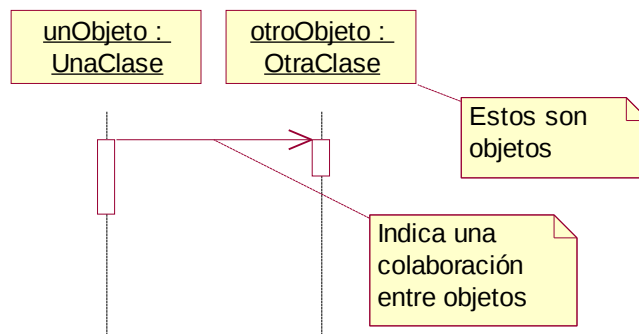 unObjeto :
UnaClase
otroObjeto :
OtraClase
Estos son
objetos
Indica una
colaboración
entre objetos